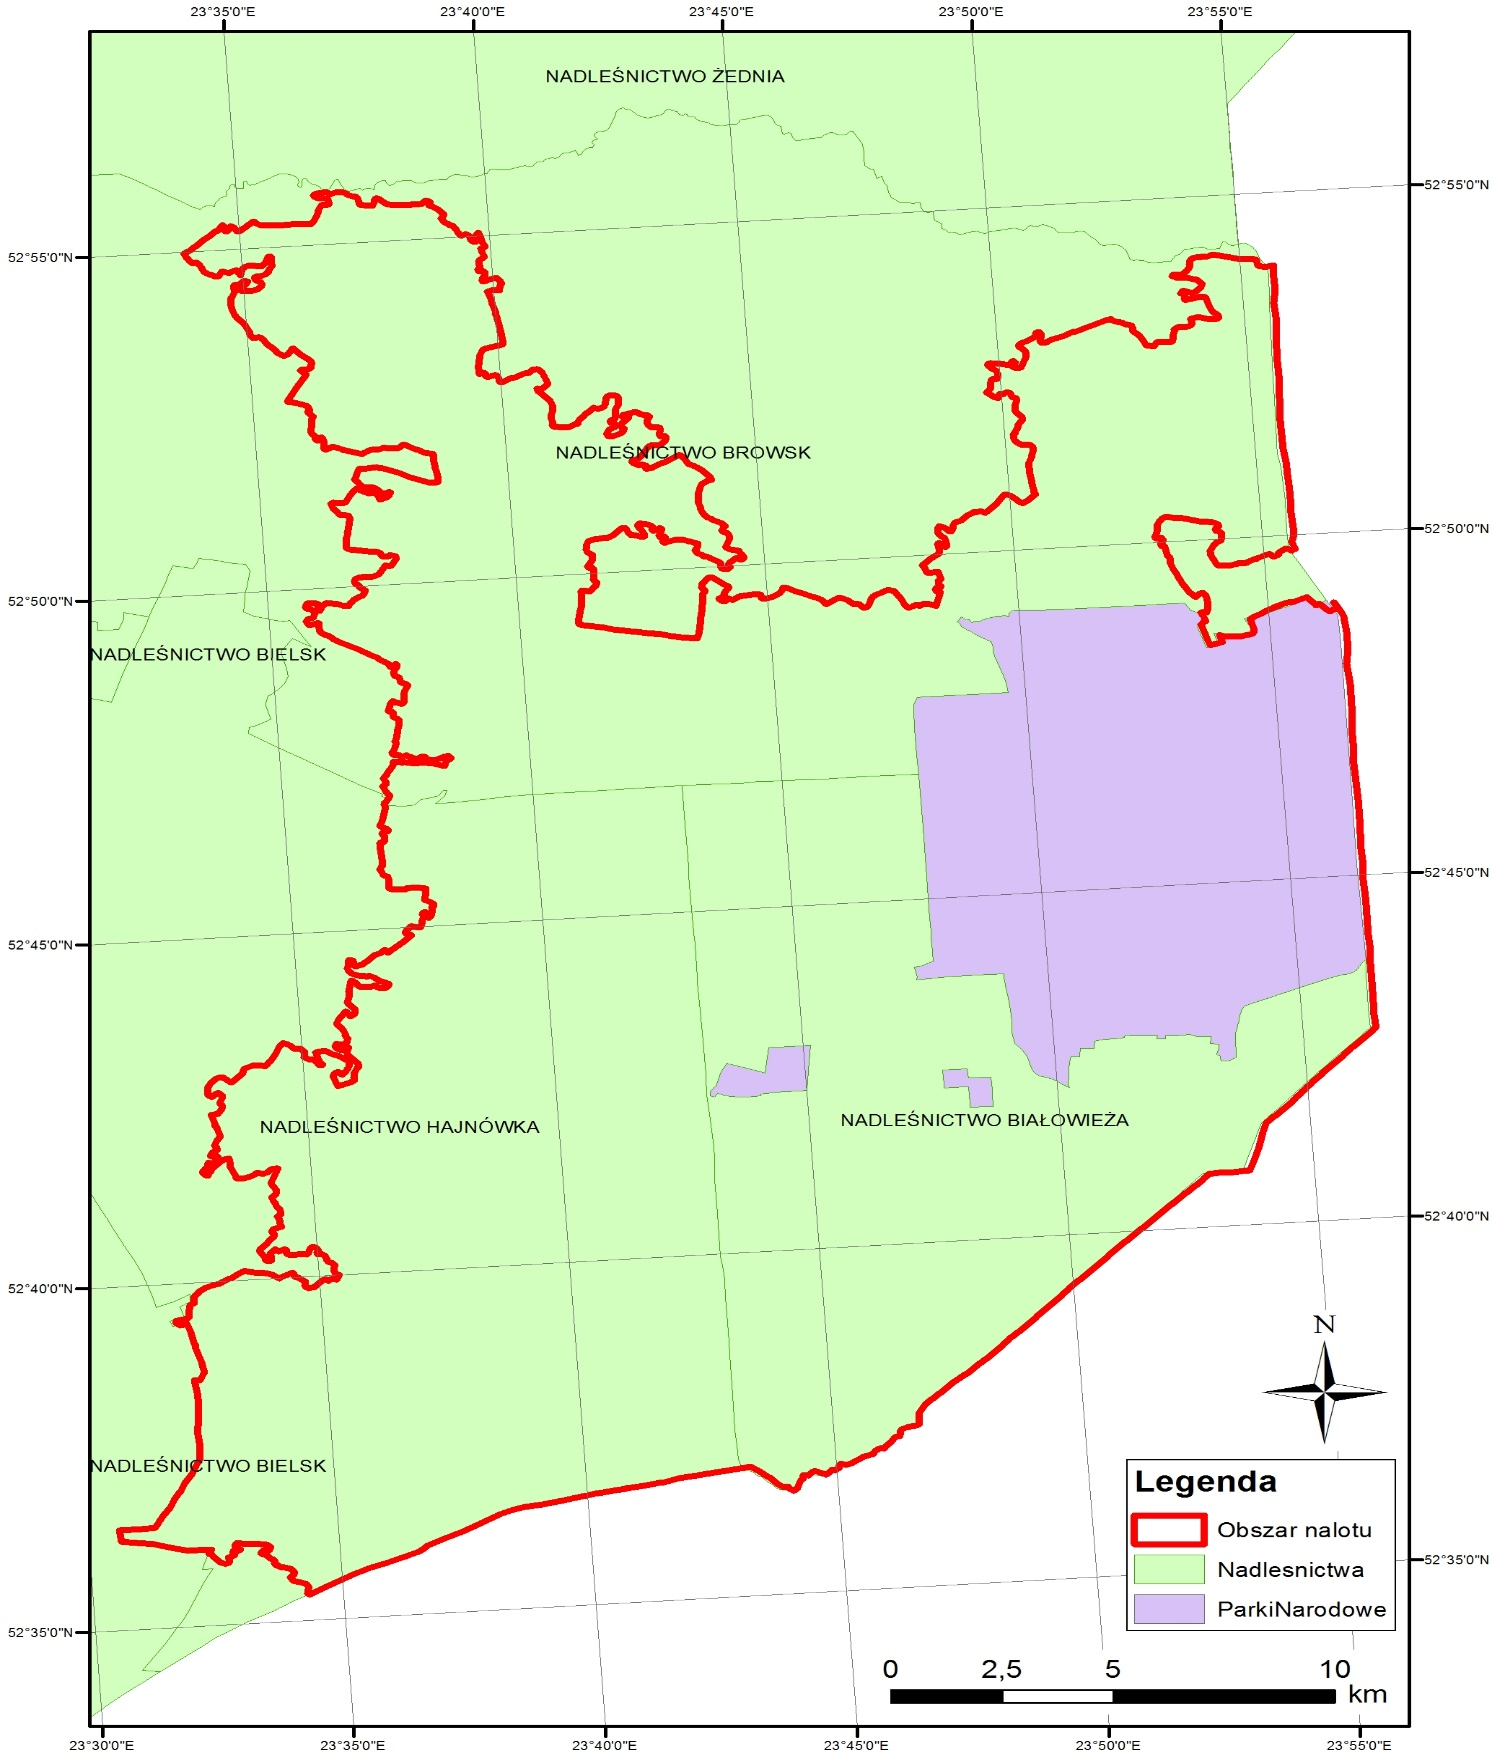 23°35'0"E 23°40'0"E 23°45'0"E 23°50'0"E 23°55'0"E
NADLEŚNICTWO ŻEDNIA
52°55'0"N
52°55'0"N
NADLEŚNICTWO BROWSK
52°50'0"N
52°50'0"N
NADLEŚNICTWO BIELSK
52°45'0"N
52°45'0"N
NADLEŚNICTWO BIAŁOWIEŻA
NADLEŚNICTWO HAJNÓWKA
52°40'0"N
52°40'0"N
N
NADLEŚNICTWO BIELSK
Legenda
Obszar nalotu
52°35'0"N
Nadlesnictwa
ParkiNarodowe
52°35'0"N
0 2,5 5 10
km
23°30'0"E 23°35'0"E 23°40'0"E 23°45'0"E 23°50'0"E 23°55'0"E